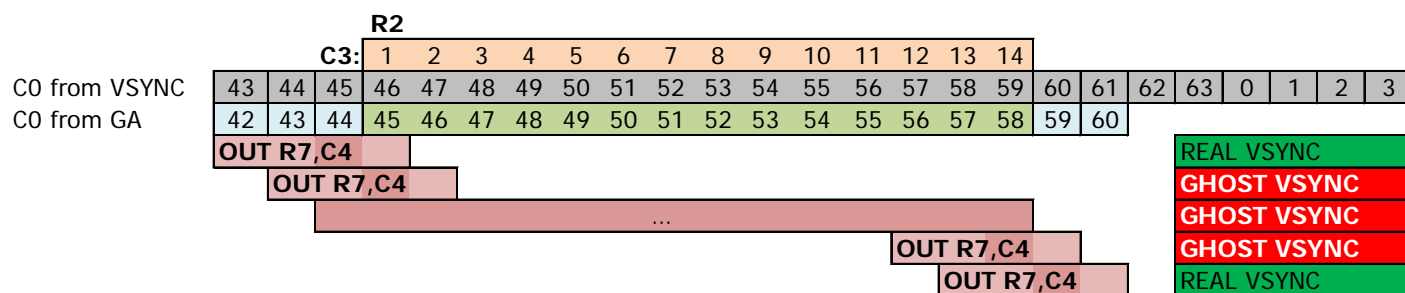 R2
C3: 1 2 3 4 5 6 7 8 9 10 11 12 13 14
C0 from VSYNC 43 44 45 46 47 48 49 50 51 52 53 54 55 56 57 58 59 60 61 62 63 0 1 2 3
C0 from GA 42 43 44 45 46 47 48 49 50 51 52 53 54 55 56 57 58 59 60
OUT R7,C4 REAL VSYNC
OUT R7,C4 GHOST VSYNC
... GHOST VSYNC
OUT R7,C4 GHOST VSYNC
OUT R7,C4 REAL VSYNC